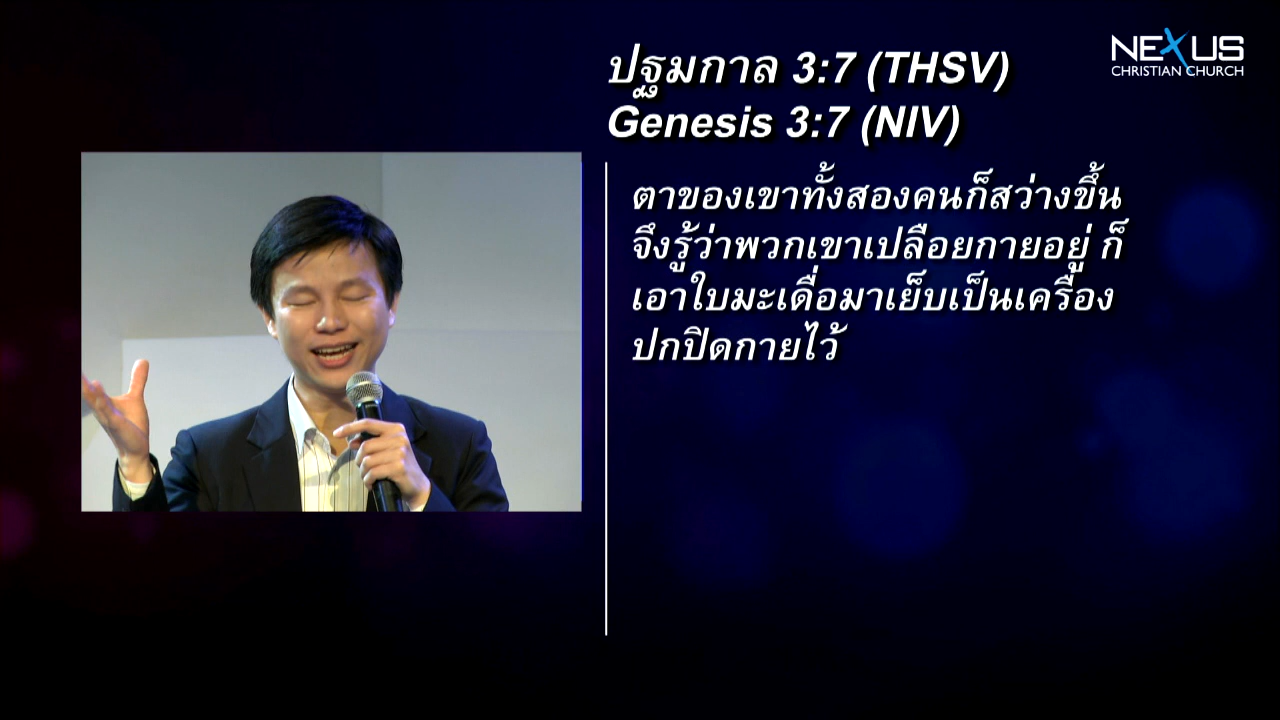 NEXUS
CHRISTIAN CHURCH
ปฐมกาล 3:7 (THSV)
Genesis 3:7 (NIV)
ตาของเขาทั้งสองคนก็สว่างขึ้น
จึงรู้ว่าพวกเขาเปลือยกายอยู่ ก็
เอาใบมะเดื่อมาเย็บเป็นเครื่อง
ปกปิดกายไว้